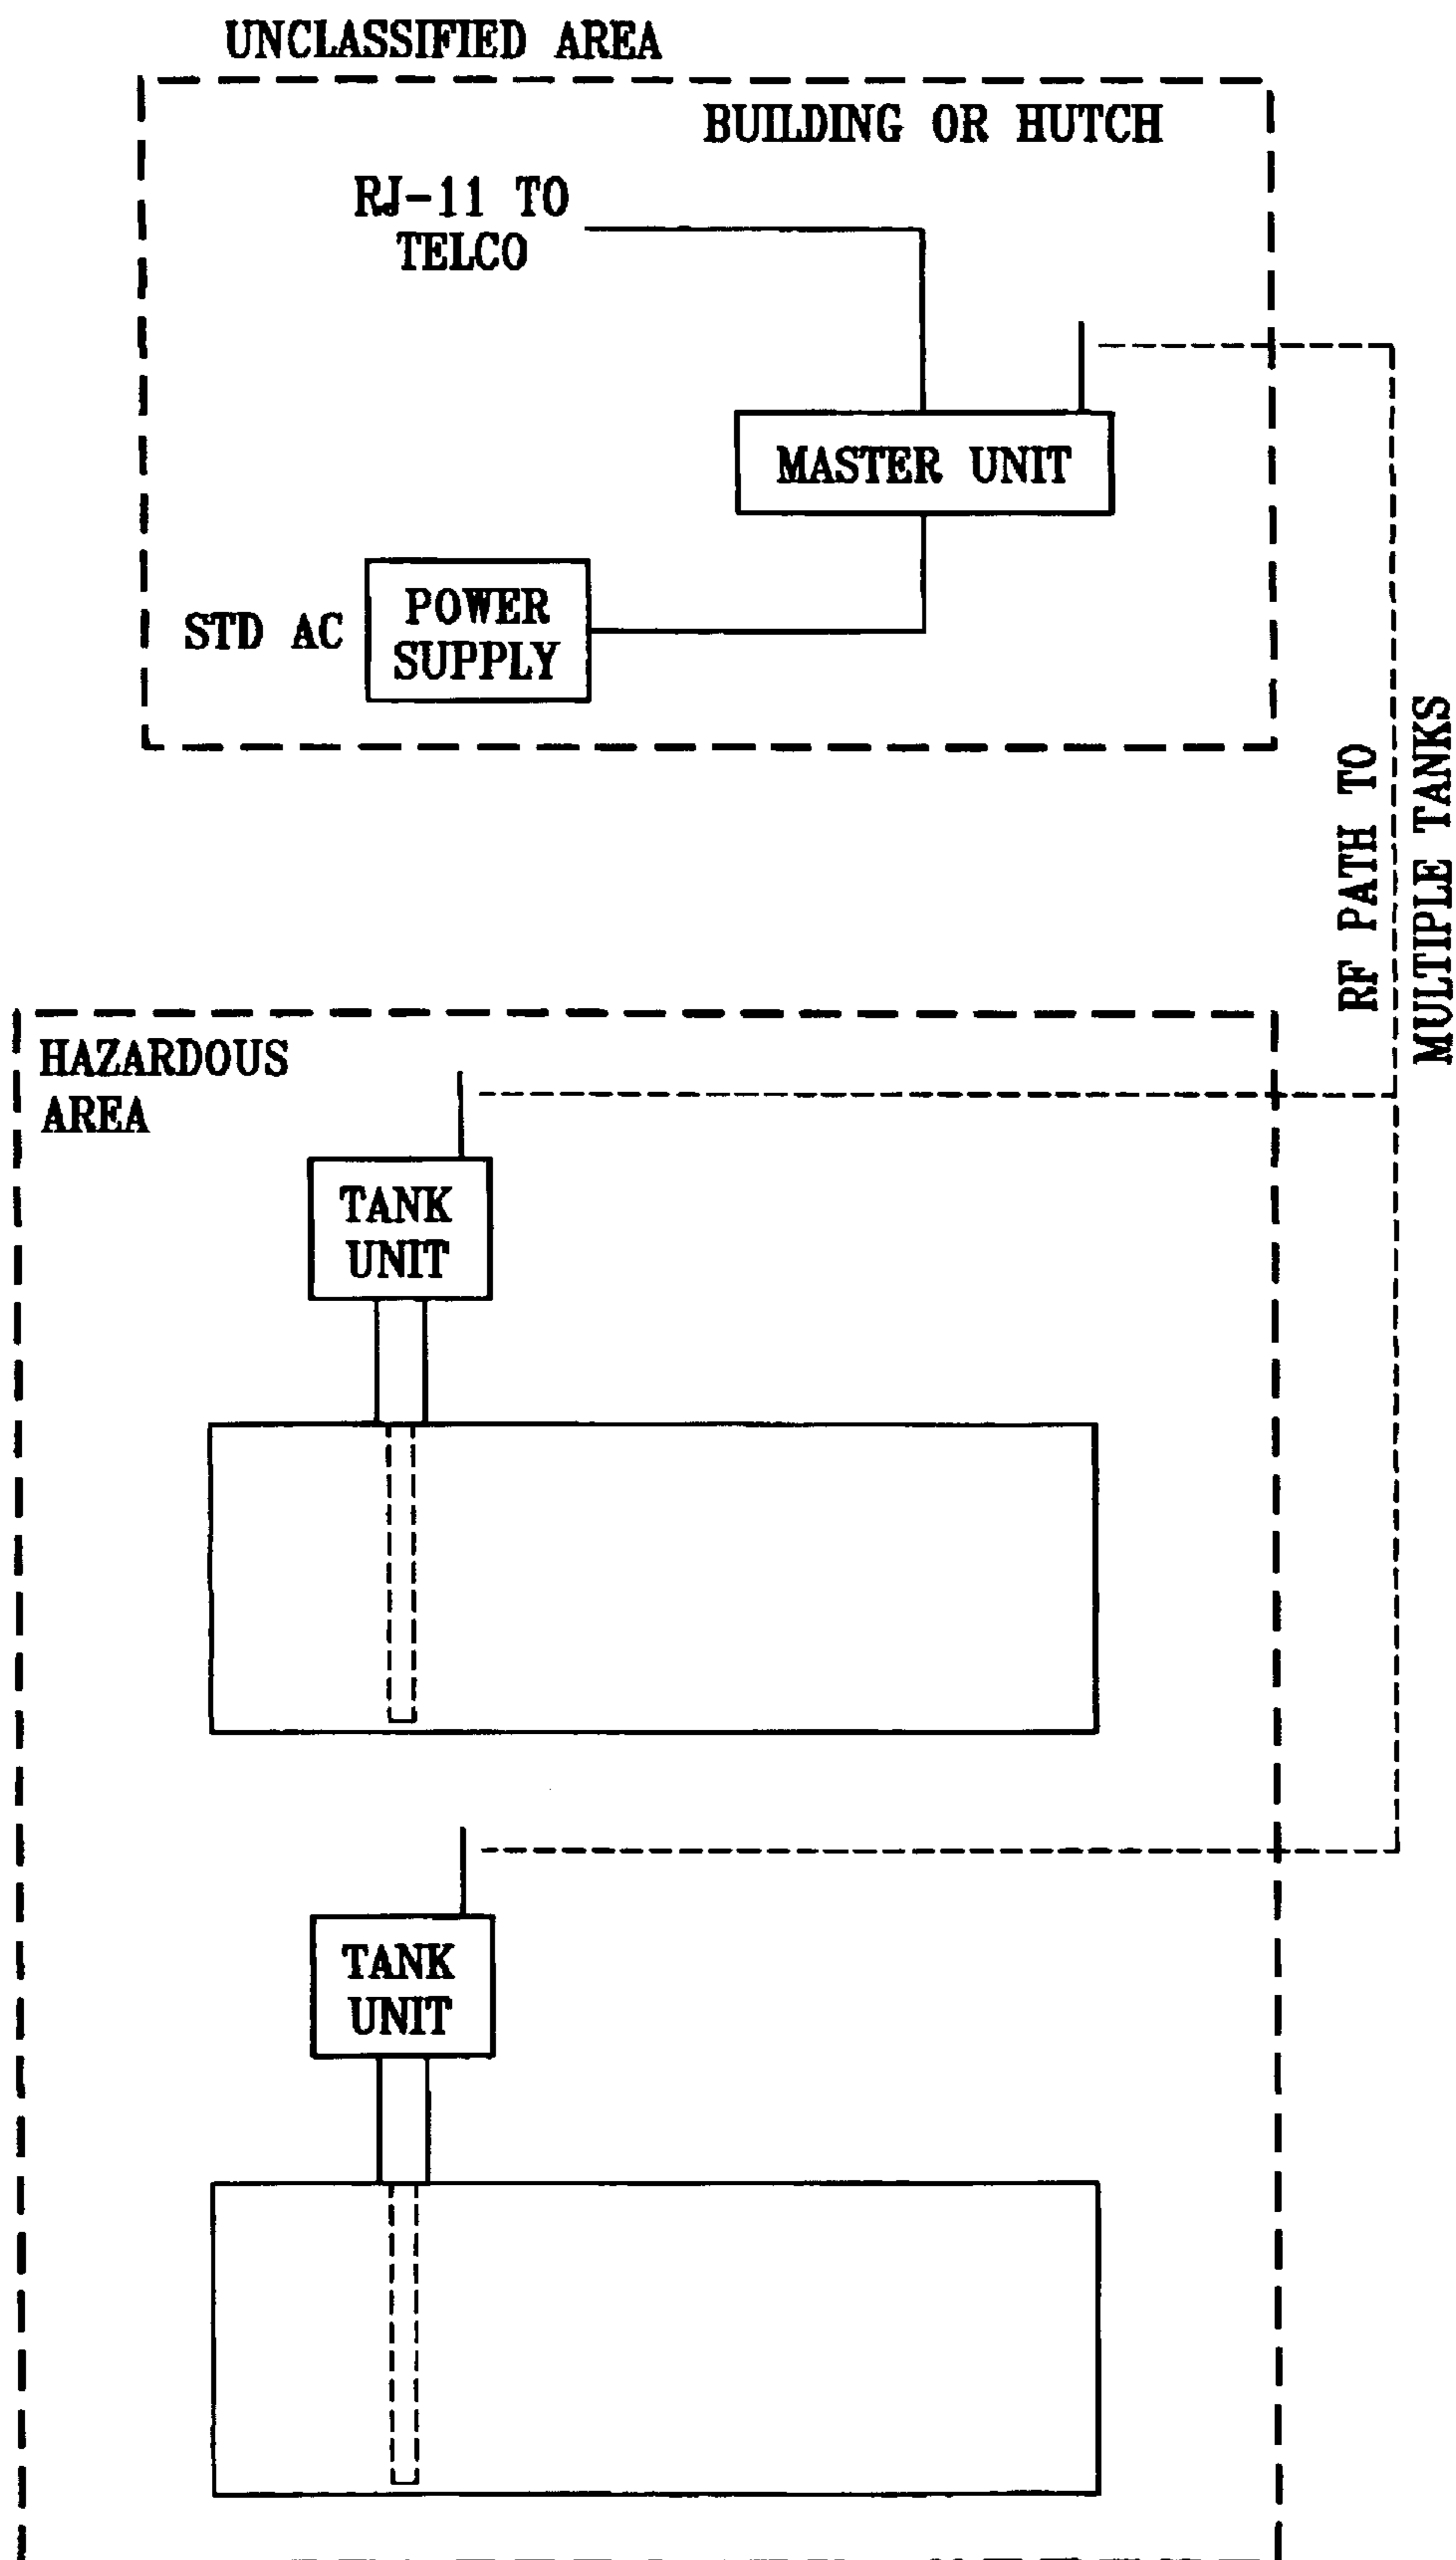 UNCLASSIFIED AREA
BUILDING OR HUTCH
RJ-11 TO
TELCO
MASTER UNIT
STD AC
POWER
SUPPLY
RF PATH TO
MULTIPLE TANKS
HAZARDOUS
AREA
TANK
UNIT
TANK
UNIT